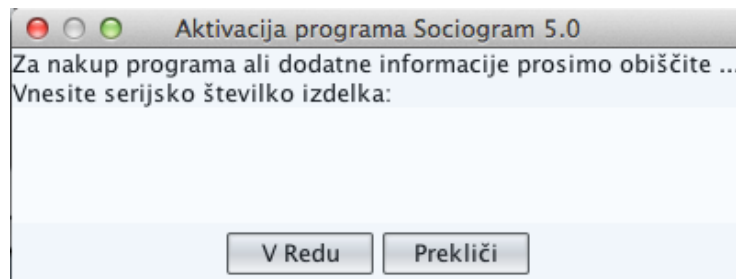 Aktivacija programa Sociogram 5.0
Za nakup programa ali dodatne informacije prosimo obiščite ...
Vnesite serijsko številko izdelka:
V Redu
Prekliči